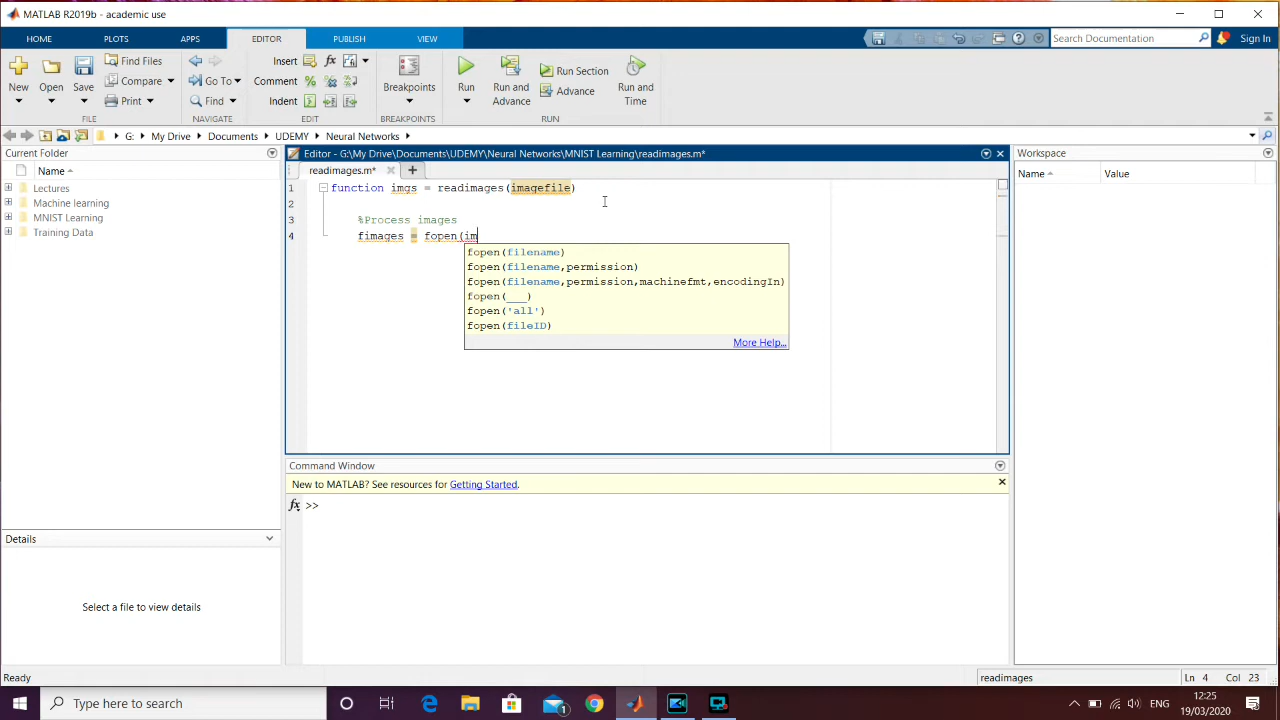 MATLAB R2019b - academic use
HOME PLOTS APPS EDITOR PUBLISH VIEW Search Documentation Sign In
New Open Save Find Files Compare Print
Go To Find
Insert fx Comment Indent
Breakpoints
Run Run and Advance Run Section Advance Run and Time
FILE NAVIGATE EDIT BREAKPOINTS RUN
G: My Drive Documents UDEMY Neural Networks
Current Folder
Name
Lectures
Machine learning
MNIST Learning
Training Data
Details
Select a file to view details
Editor - G:\My Drive\Documents\UDEMY\Neural Networks\MNIST Learning\readimages.m*
readimages.m*
1 function imgs = readimages(imagefile)
2
3 %Process images
4 fimages = fopen(im
fopen(filename)
fopen(filename,permission)
fopen(filename,permission,machinefmt,encodingIn)
fopen(___)
fopen('all')
fopen(fileID)
More Help...
Command Window
New to MATLAB? See resources for Getting Started.
fx >>
Workspace
Name Value
Ready readimages Ln 4 Col 23
Type here to search 1 ENG 12:25
19/03/2020